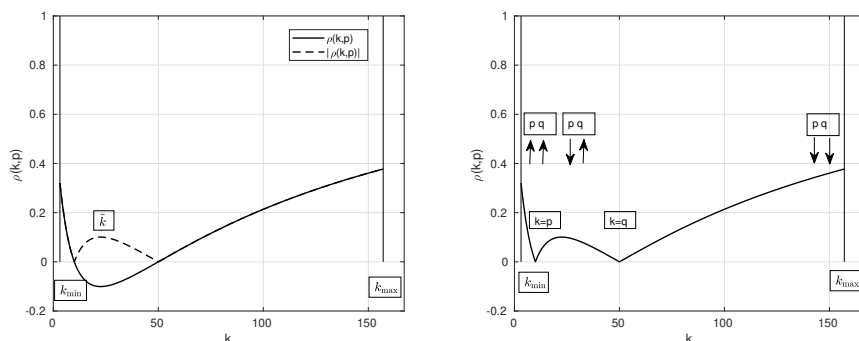 1
0.8
0.6
0.4
0.2
0
-0.2
ρ(k,p)
|ρ(k,p)|
k̃
k_min
k_max
0
50
100
150
k
1
0.8
0.6
0.4
0.2
0
-0.2
ρ(k,p)
p q
p q
p q
k=p
k=q
k_min
k_max
0
50
100
150
k
ρ(k,p)